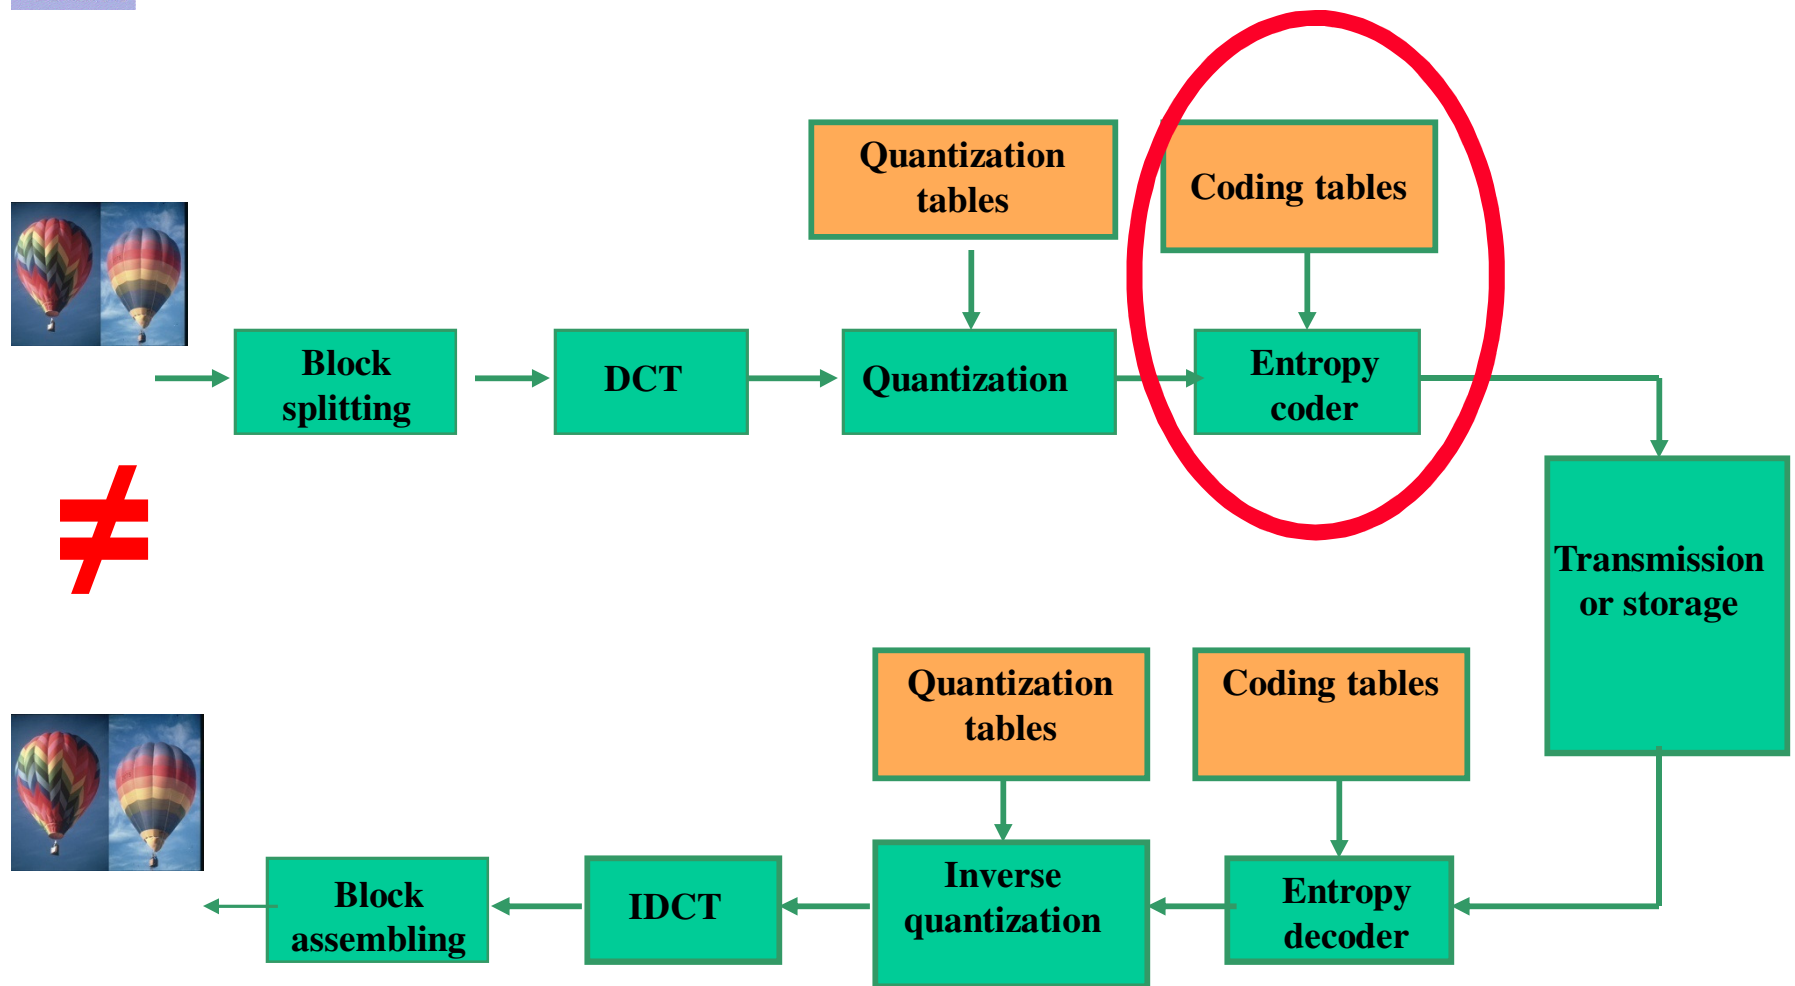 Quantization
tables
Coding tables
Block
splitting
DCT
Quantization
Entropy
coder
≠
Transmission
or storage
Quantization
tables
Coding tables
Block
assembling
IDCT
Inverse
quantization
Entropy
decoder